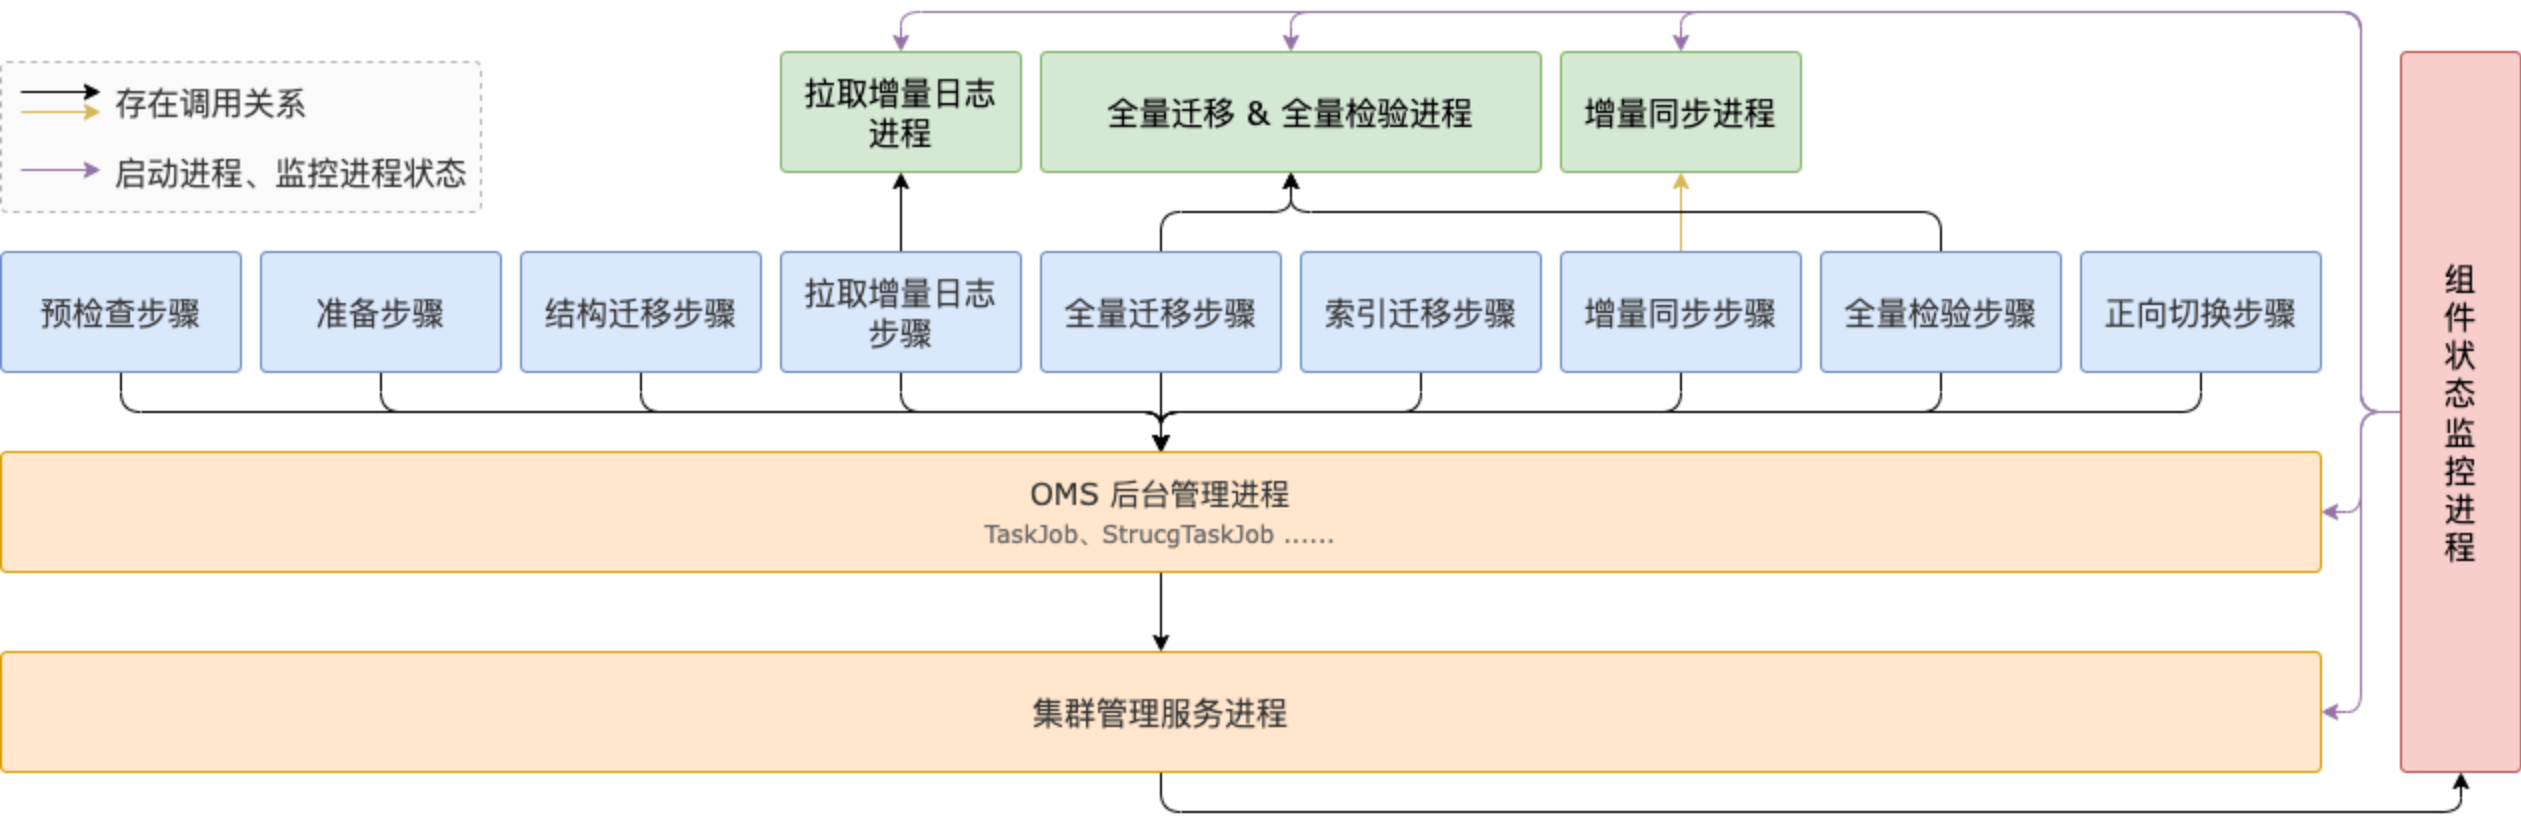 存在调用关系
启动进程、监控进程状态
拉取增量日志
进程
全量迁移 & 全量检验进程
增量同步进程
预检查步骤
准备步骤
结构迁移步骤
拉取增量日志
步骤
全量迁移步骤
索引迁移步骤
增量同步步骤
全量检验步骤
正向切换步骤
OMS 后台管理进程
TaskJob、StrucgTaskJob ......
集群管理服务进程
组件状态监控进程